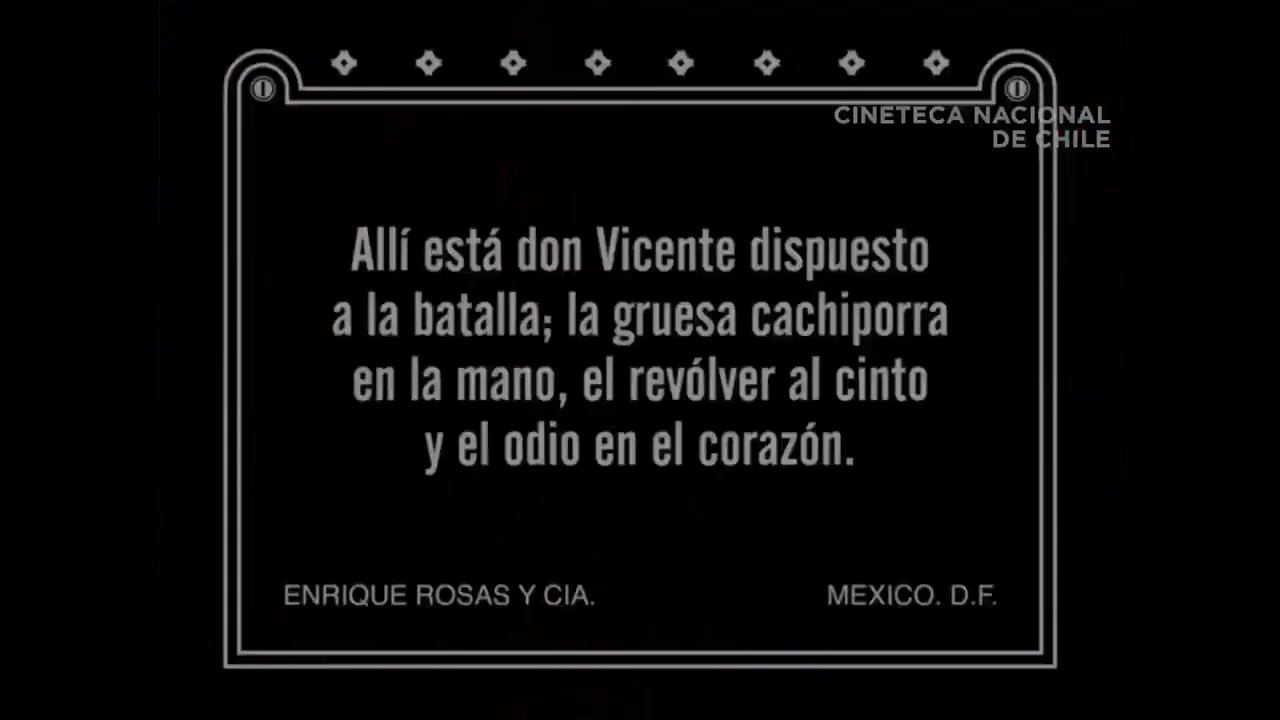 CINETECA NACIONAL
DE CHILE
Allí está don Vicente dispuesto
a la batalla; la gruesa cachiporra
en la mano, el revólver al cinto
y el odio en el corazón.
ENRIQUE ROSAS Y CIA.
MEXICO. D.F.